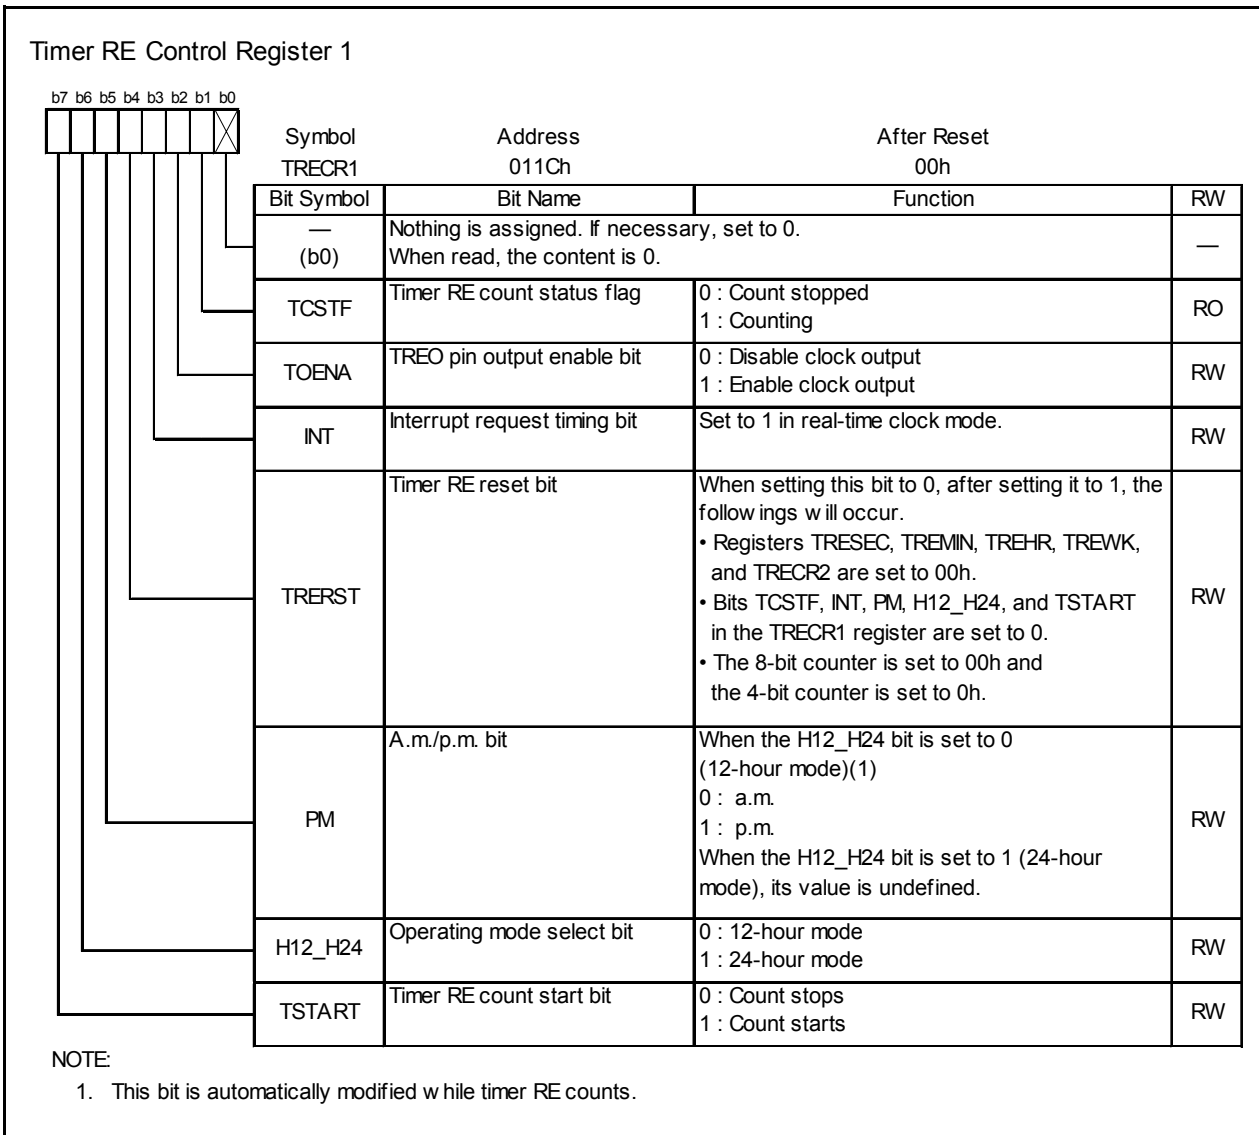 Timer RE Control Register 1
b7 b6 b5 b4 b3 b2 b1 b0
Symbol Address After Reset
TRECR1 011Ch 00h
Bit Symbol Bit Name Function RW
—
(b0)
Nothing is assigned. If necessary, set to 0.
When read, the content is 0.
—
TCSTF
Timer RE count status flag
0 : Count stopped
1 : Counting
RO
TOENA
TREO pin output enable bit
0 : Disable clock output
1 : Enable clock output
RW
INT
Interrupt request timing bit
Set to 1 in real-time clock mode.
RW
TRERST
Timer RE reset bit
When setting this bit to 0, after setting it to 1, the
followings will occur.
• Registers TRESEC, TREMIN, TREHR, TREWK,
and TRECR2 are set to 00h.
• Bits TCSTF, INT, PM, H12_H24, and TSTART
in the TRECR1 register are set to 0.
• The 8-bit counter is set to 00h and
the 4-bit counter is set to 0h.
RW
PM
A.m./p.m. bit
When the H12_H24 bit is set to 0
(12-hour mode)(1)
0 : a.m.
1 : p.m.
When the H12_H24 bit is set to 1 (24-hour
mode), its value is undefined.
RW
H12_H24
Operating mode select bit
0 : 12-hour mode
1 : 24-hour mode
RW
TSTART
Timer RE count start bit
0 : Count stops
1 : Count starts
RW
NOTE:
1. This bit is automatically modified while timer RE counts.